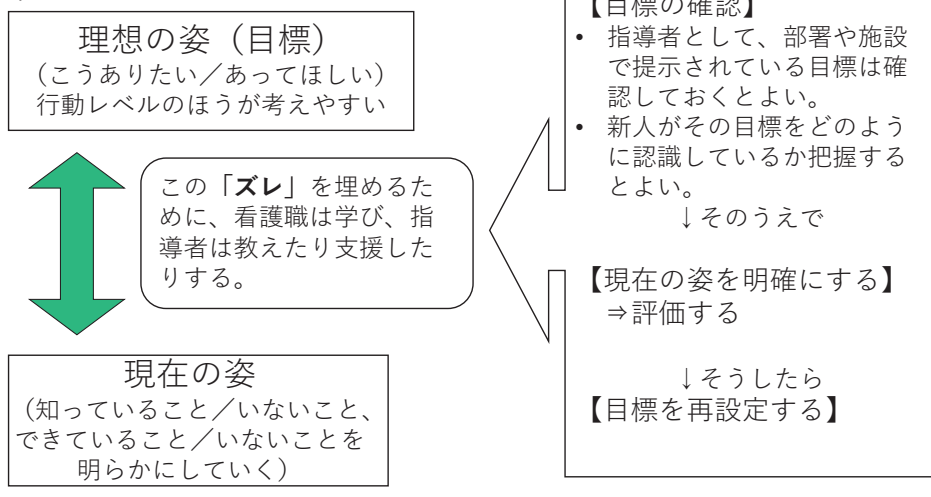 理想の姿（目標）
（こうありたい／あってほしい）
行動レベルのほうが考えやすい
この「ズレ」を埋めるた
めに、看護職は学び、指
導者は教えたり支援した
りする。
現在の姿
（知っていること／いないこと、
できていること／いないことを
明らかにしていく）
【目標の確認】
• 指導者として、部署や施設
で提示されている目標は確
認しておくとよい。
• 新人がその目標をどのよう
に認識しているか把握する
とよい。
↓そのうえで
【現在の姿を明確にする】
⇒評価する
↓そうしたら
【目標を再設定する】